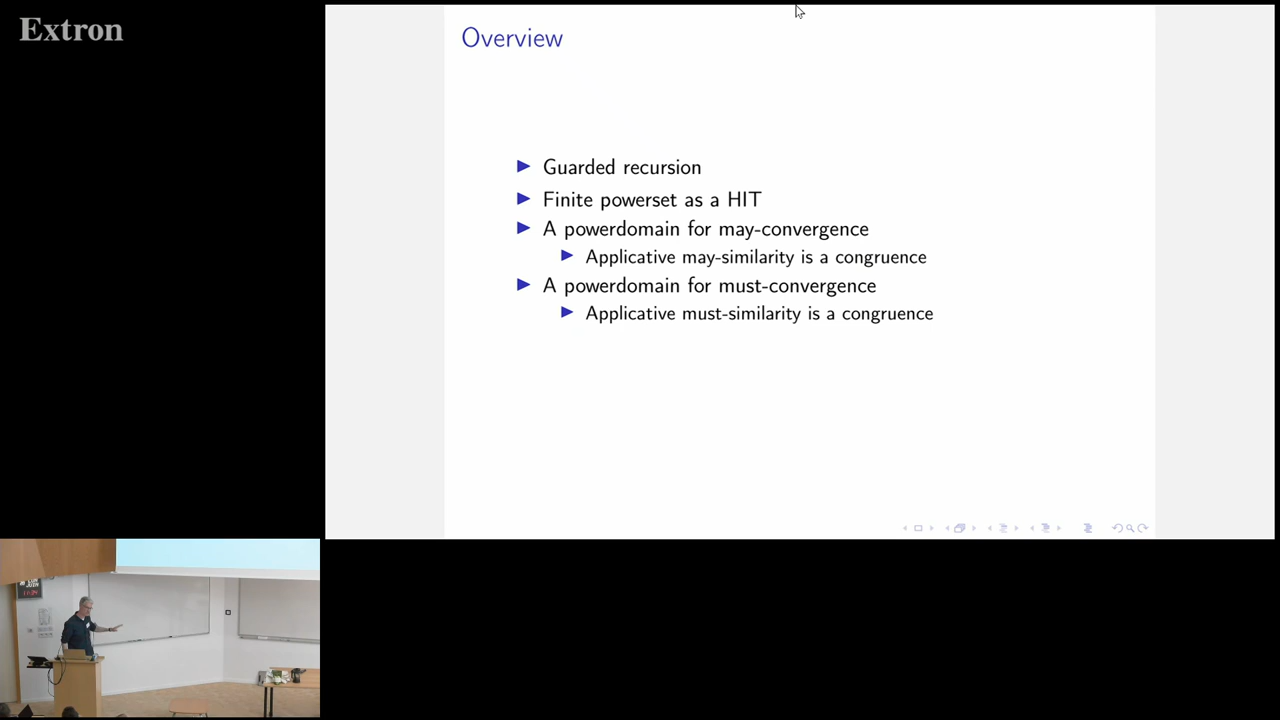 Extron
Overview
Guarded recursion
Finite powerset as a HIT
A powerdomain for may-convergence
Applicative may-similarity is a congruence
A powerdomain for must-convergence
Applicative must-similarity is a congruence